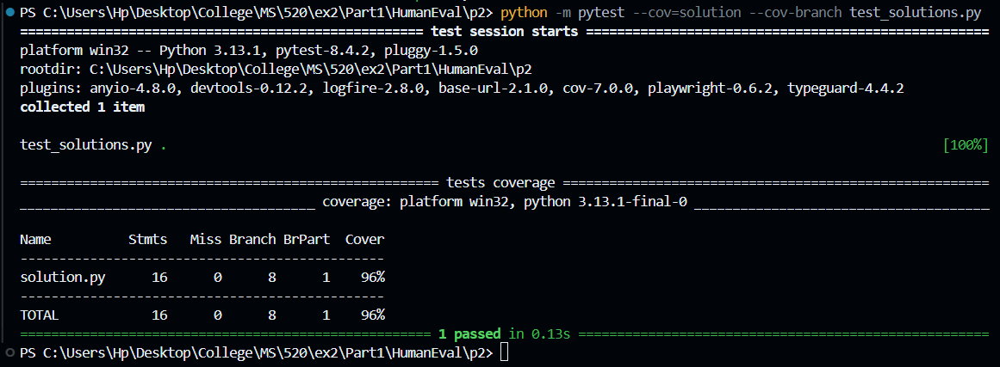 PS C:\Users\Hp\Desktop\College\MS\520\ex2\Part1\HumanEval\p2> python -m pytest --cov=solution --cov-branch test_solutions.py
================================================= test session starts =================================================
platform win32 -- Python 3.13.1, pytest-8.4.2, pluggy-1.5.0
rootdir: C:\Users\Hp\Desktop\College\MS\520\ex2\Part1\HumanEval\p2
plugins: anyio-4.8.0, devtools-0.12.2, logfire-2.8.0, base-url-2.1.0, cov-7.0.0, playwright-0.6.2, typeguard-4.4.2
collected 1 item
test_solutions.py . [100%]
=================================================== tests coverage ====================================================
___________________________________ coverage: platform win32, python 3.13.1-final-0 ___________________________________
Name Stmts Miss Branch BrPart Cover
-----------------------------------------------
solution.py 16 0 8 1 96%
-----------------------------------------------
TOTAL 16 0 8 1 96%
================================================== 1 passed in 0.13s ==================================================
PS C:\Users\Hp\Desktop\College\MS\520\ex2\Part1\HumanEval\p2>